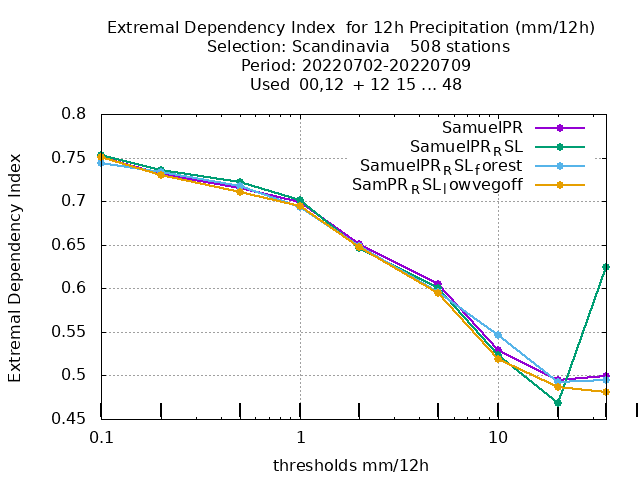 Extremal Dependency Index  for 12h Precipitation (mm/12h)
Selection: Scandinavia    508 stations
Period: 20220702-20220709
Used  00,12  + 12 15 ... 48
SamuelPR
SamuelPR_RSL
SamuelPR_RSL_forest
SamPR_RSL_lowvegoff
0.8
0.75
0.7
0.65
0.6
0.55
0.5
0.45
Extremal Dependency Index
0.1 1 10
thresholds mm/12h